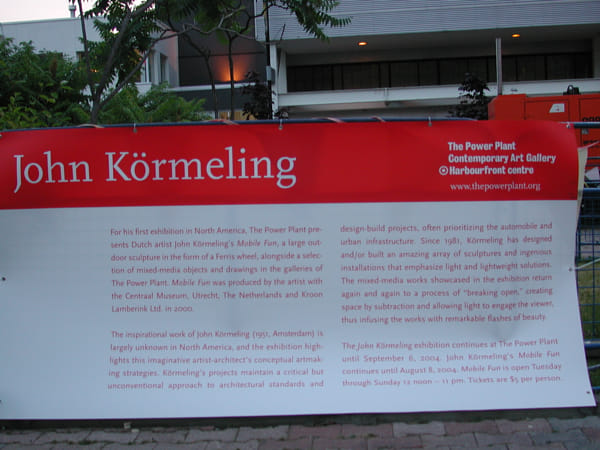 John Körmeling
The Power Plant
Contemporary Art Gallery
Harbourfront centre
www.thepowerplant.org
For his first exhibition in North America, The Power Plant pre-
sents Dutch artist John Körmeling's Mobile Fun, a large out-
door sculpture in the form of a Ferris wheel, alongside a selec-
tion of mixed-media objects and drawings in the galleries of
The Power Plant. Mobile Fun was produced by the artist with
the Centraal Museum, Utrecht, The Netherlands and Kroon
Lamberink Ltd. in 2000.
The inspirational work of John Körmeling (1951, Amsterdam) is
largely unknown in North America, and the exhibition high-
lights this imaginative artist-architect's conceptual artmak-
ing strategies. Körmeling's projects maintain a critical but
unconventional approach to architectural standards and
design-build projects, often prioritizing the automobile and
urban infrastructure. Since 1981, Körmeling has designed
and/or built an amazing array of sculptures and ingenious
installations that emphasize light and lightweight solutions.
The mixed-media works showcased in the exhibition return
again and again to a process of "breaking open," creating
space by subtraction and allowing light to engage the viewer,
thus infusing the works with remarkable flashes of beauty.
The John Körmeling exhibition continues at The Power Plant
until September 6, 2004. John Körmeling's Mobile Fun
continues until August 8, 2004. Mobile Fun is open Tuesday
through Sunday 12 noon – 11 pm. Tickets are $5 per person.